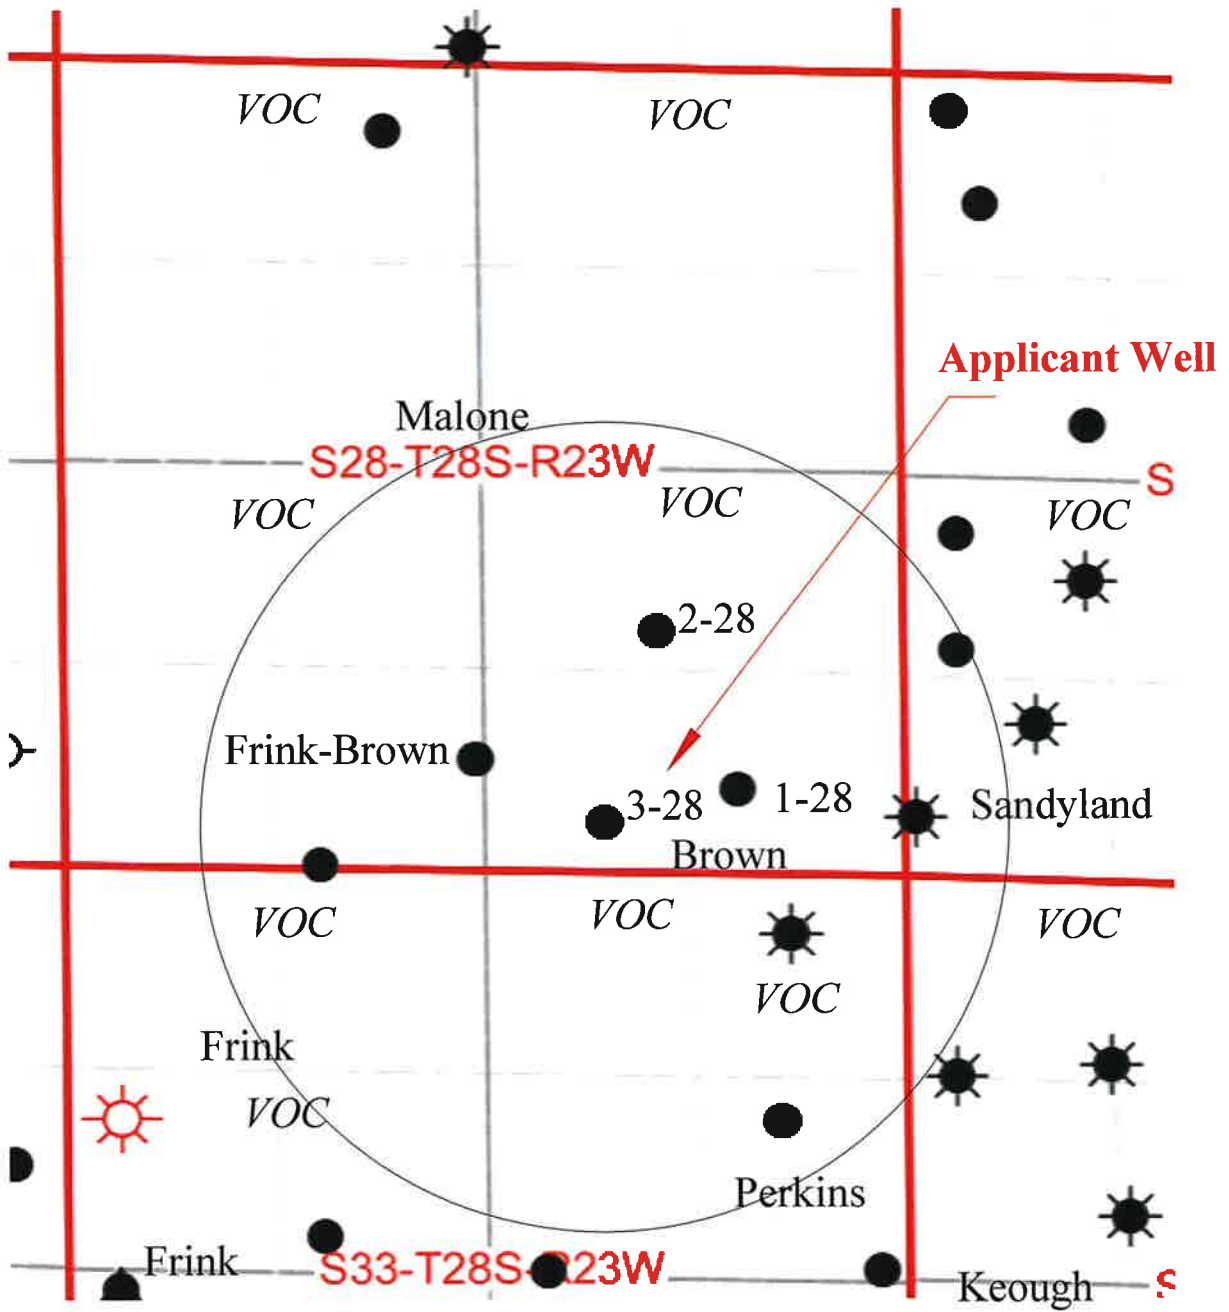 VOC
VOC
Applicant Well
Malone
S28-T28S-R23W
S
VOC
VOC
VOC
2-28
Frink-Brown
3-28
1-28
Sandyland
Brown
VOC
VOC
VOC
VOC
Frink
VOC
Perkins
Frink
S33-T28S-R23W
Keough
S